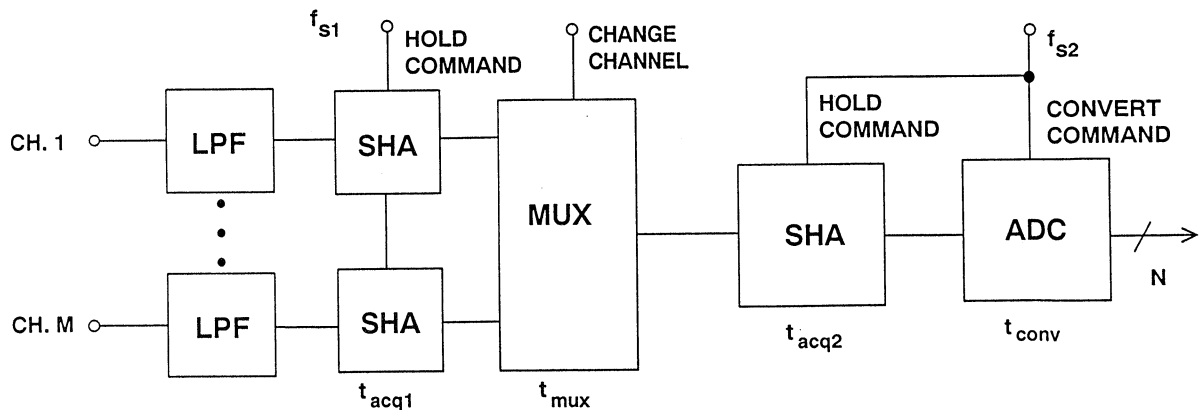 f_s1
HOLD
COMMAND
CHANGE
CHANNEL
f_s2
HOLD
COMMAND
CONVERT
COMMAND
CH. 1
LPF
SHA
MUX
SHA
ADC
N
CH. M
LPF
SHA
t_acq1
t_mux
t_acq2
t_conv